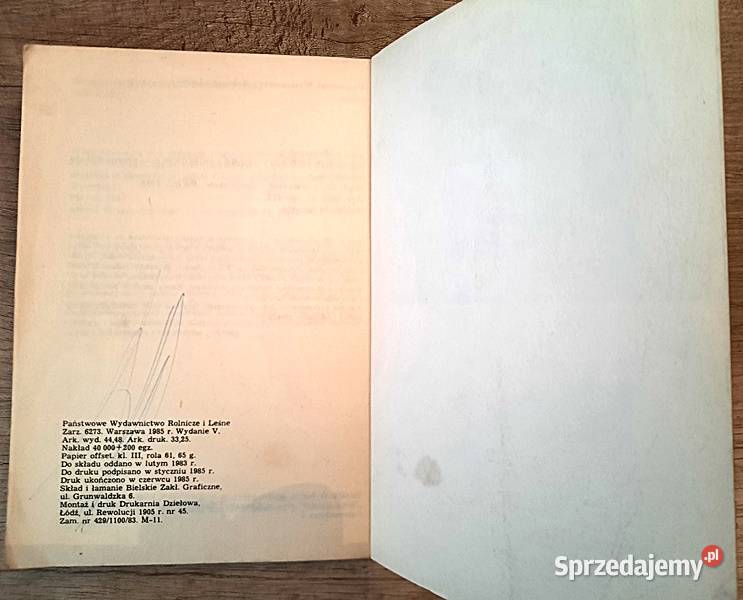 Państwowe Wydawnictwo Rolnicze i Leśne
Zarz. 6273. Warszawa 1985 r. Wydanie V.
Ark. wyd. 44,48. Ark. druk. 33,25.
Nakład 40 000+200 egz.
Papier offset. kl. III, rola 61, 65 g.
Do składu oddano w lutym 1983 r.
Do druku podpisano w styczniu 1985 r.
Druk ukończono w czerwcu 1985 r.
Skład i łamanie Bielskie Zakł. Graficzne,
ul. Grunwaldzka 6.
Montaż i druk Drukarnia Dziełowa,
Łódź, ul. Rewolucji 1905 r. nr 45.
Zam. nr 429/1100/83. M-11.
Sprzedajemy.pl